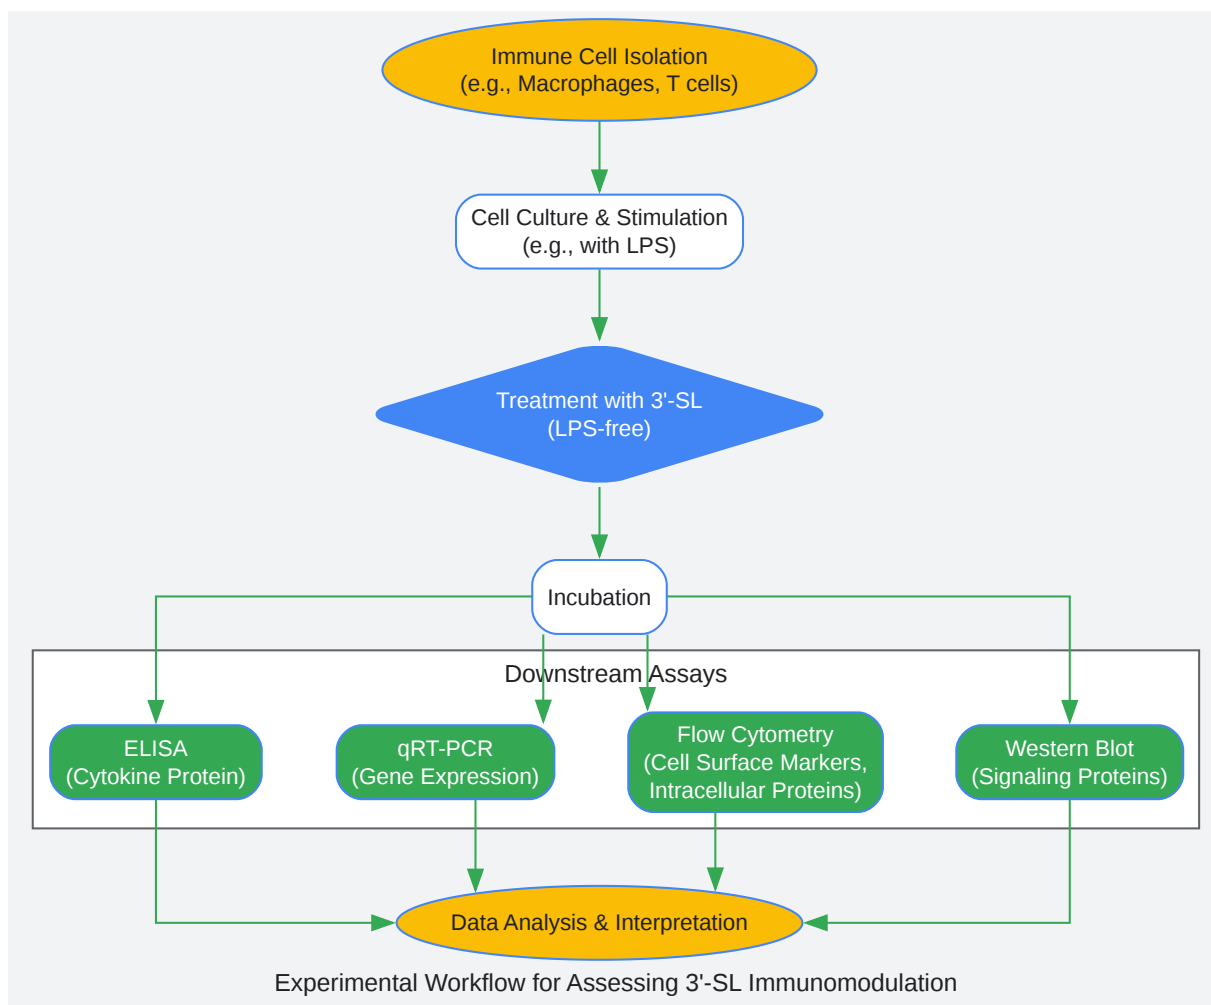 Immune Cell Isolation
(e.g., Macrophages, T cells)
Cell Culture & Stimulation
(e.g., with LPS)
Treatment with 3'-SL
(LPS-free)
Incubation
Downstream Assays
ELISA
(Cytokine Protein)
qRT-PCR
(Gene Expression)
Flow Cytometry
(Cell Surface Markers,
Intracellular Proteins)
Western Blot
(Signaling Proteins)
Data Analysis & Interpretation
Experimental Workflow for Assessing 3'-SL Immunomodulation